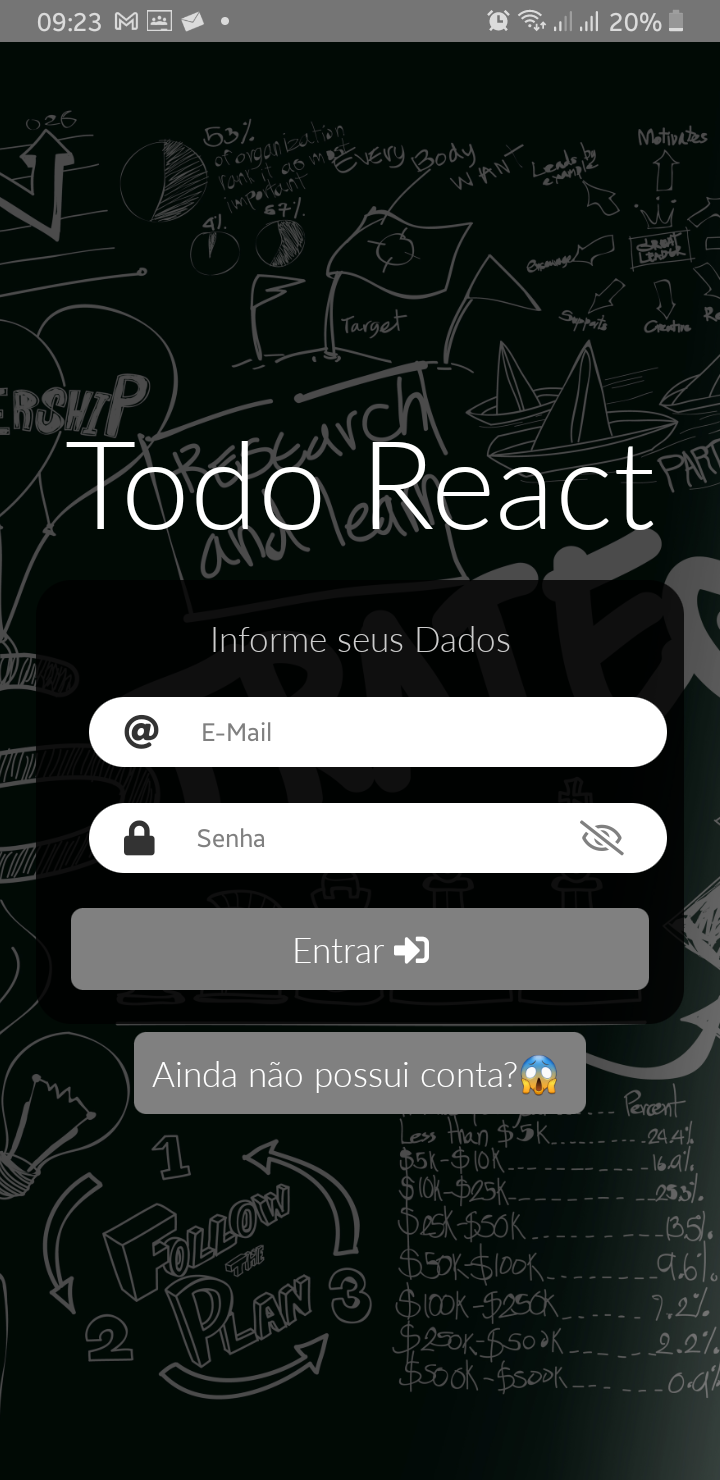 09:23
20%
026
53%
of organization
rank it as most
important
EVERY BODY
WANT
Leads by
example
Motivates
4%
57%
Encourage
GREAT
LEADER
Supports
Creative
Target
ERSHIP
Research
and learn
Todo React
PART
STRATE
Informe seus Dados
@ E-Mail
Senha
Entrar
Ainda não possui conta?😱
Percent
Less than $5K 24.4%
$5K-$10K 16.9%
$10K-$25K
$25K-$50K 13.5%
$50K-$100K 9.6%
$100K-$250K 7.2%
$250K-$500K 2.2%
$500K-$500K 0.9%
1
FOLLOW
THE
PLAN
2
3